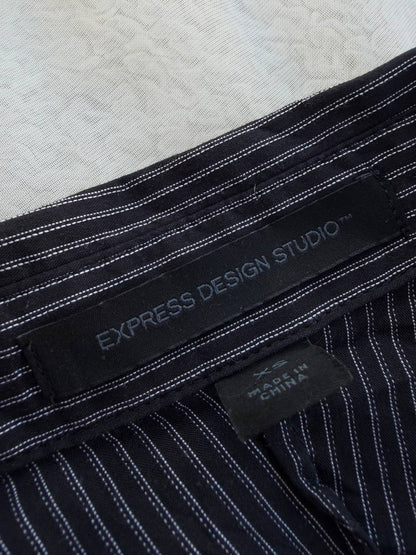 EXPRESS DESIGN STUDIO™
XS
MADE IN
CHINA